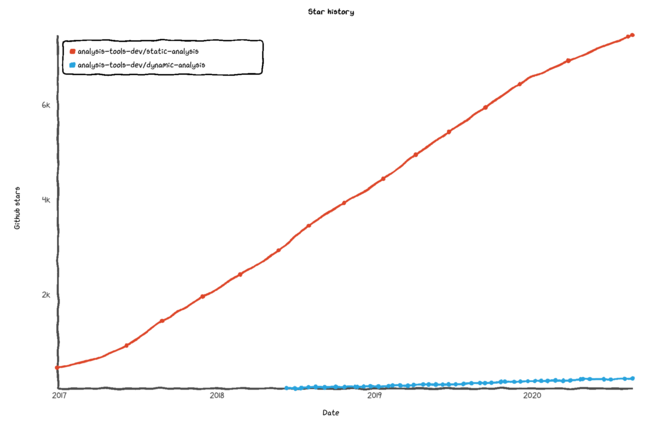 Star history
analysis-tools-dev/static-analysis
analysis-tools-dev/dynamic-analysis
6k
4k
2k
Github stars
2017 2018 2019 2020
Date